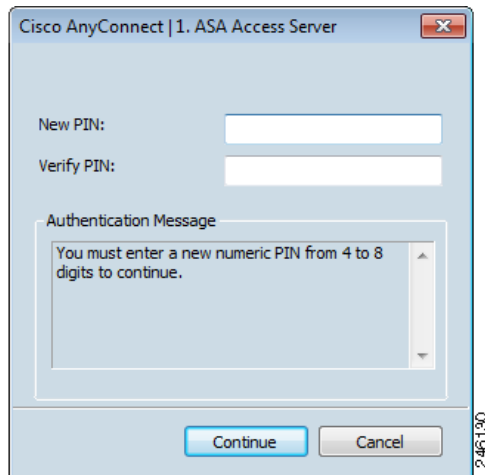 Cisco AnyConnect | 1. ASA Access Server
New PIN:
Verify PIN:
Authentication Message
You must enter a new numeric PIN from 4 to 8
digits to continue.
Continue
Cancel
246130